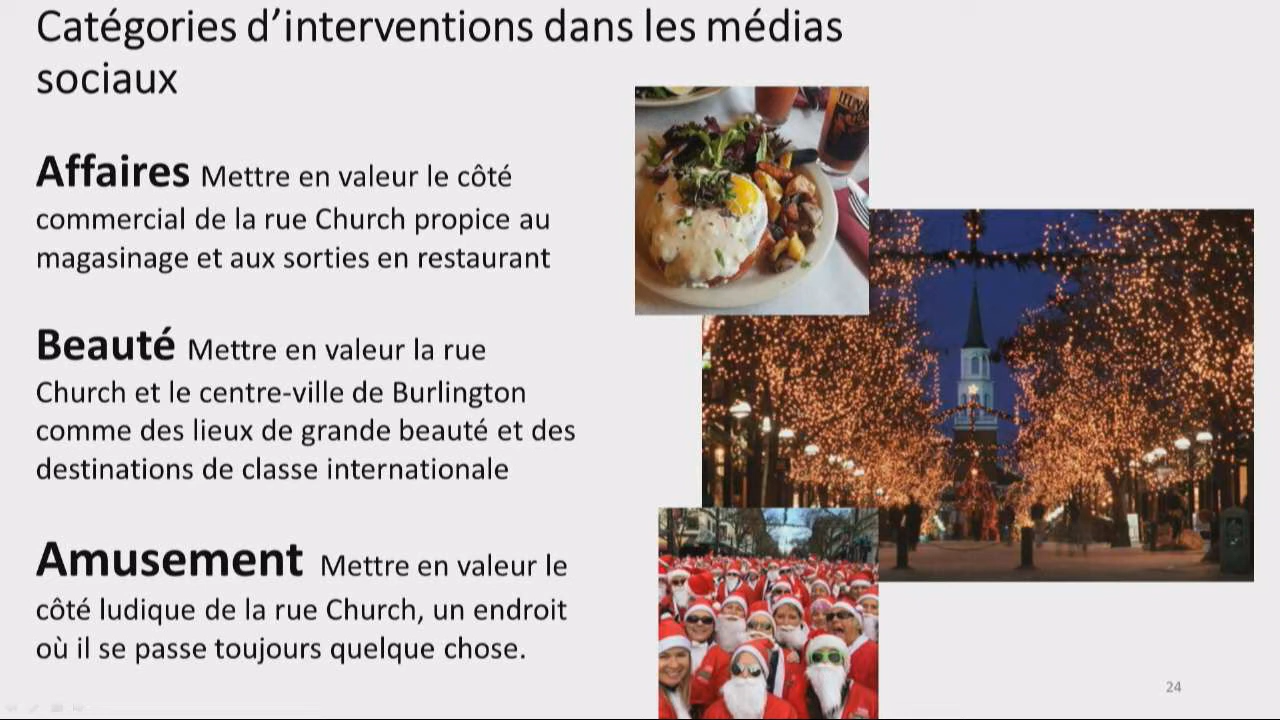 Catégories d’interventions dans les médias
sociaux
Affaires Mettre en valeur le côté
commercial de la rue Church propice au
magasinage et aux sorties en restaurant
Beauté Mettre en valeur la rue
Church et le centre-ville de Burlington
comme des lieux de grande beauté et des
destinations de classe internationale
Amusement Mettre en valeur le
côté ludique de la rue Church, un endroit
où il se passe toujours quelque chose.
24